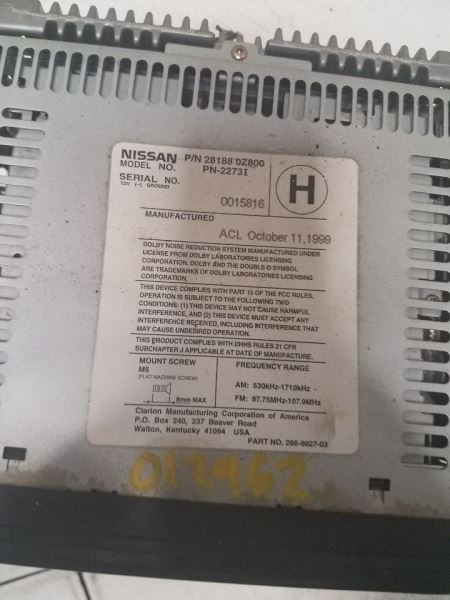 NISSAN P/N 28188 0Z800
MODEL NO. PN-2273I
SERIAL NO.
12V (-) GROUND
H
0015816
MANUFACTURED
ACL October 11,1999
DOLBY NOISE REDUCTION SYSTEM MANUFACTURED UNDER
LICENSE FROM DOLBY LABORATORIES LICENSING
CORPORATION. DOLBY AND THE DOUBLE-D SYMBOL
ARE TRADEMARKS OF DOLBY LABORATORIES LICENSING
CORPORATION.
THIS DEVICE COMPLIES WITH PART 15 OF THE FCC RULES.
OPERATION IS SUBJECT TO THE FOLLOWING TWO
CONDITIONS: (1) THIS DEVICE MAY NOT CAUSE HARMFUL
INTERFERENCE, AND (2) THIS DEVICE MUST ACCEPT ANY
INTERFERENCE RECEIVED, INCLUDING INTERFERENCE THAT
MAY CAUSE UNDESIRED OPERATION.
THIS PRODUCT COMPLIES WITH DHHS RULES 21 CFR
SUBCHAPTER J APPLICABLE AT DATE OF MANUFACTURE.
MOUNT SCREW
M5
(FLAT MACHINE SCREW)
8mm MAX
FREQUENCY RANGE
AM: 530kHz-1710kHz
FM: 87.75MHz-107.9MHz
Clarion Manufacturing Corporation of America
P.O. Box 240, 237 Beaver Road
Walton, Kentucky 41094 USA
PART NO. 286-8027-03
012962